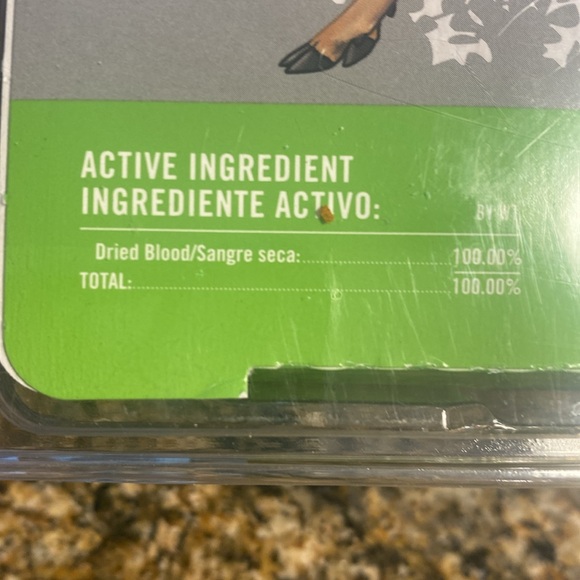 ACTIVE INGREDIENT
INGREDIENTE ACTIVO: BY WT
Dried Blood/Sangre seca:..............................100.00%
TOTAL:................................................................100.00%